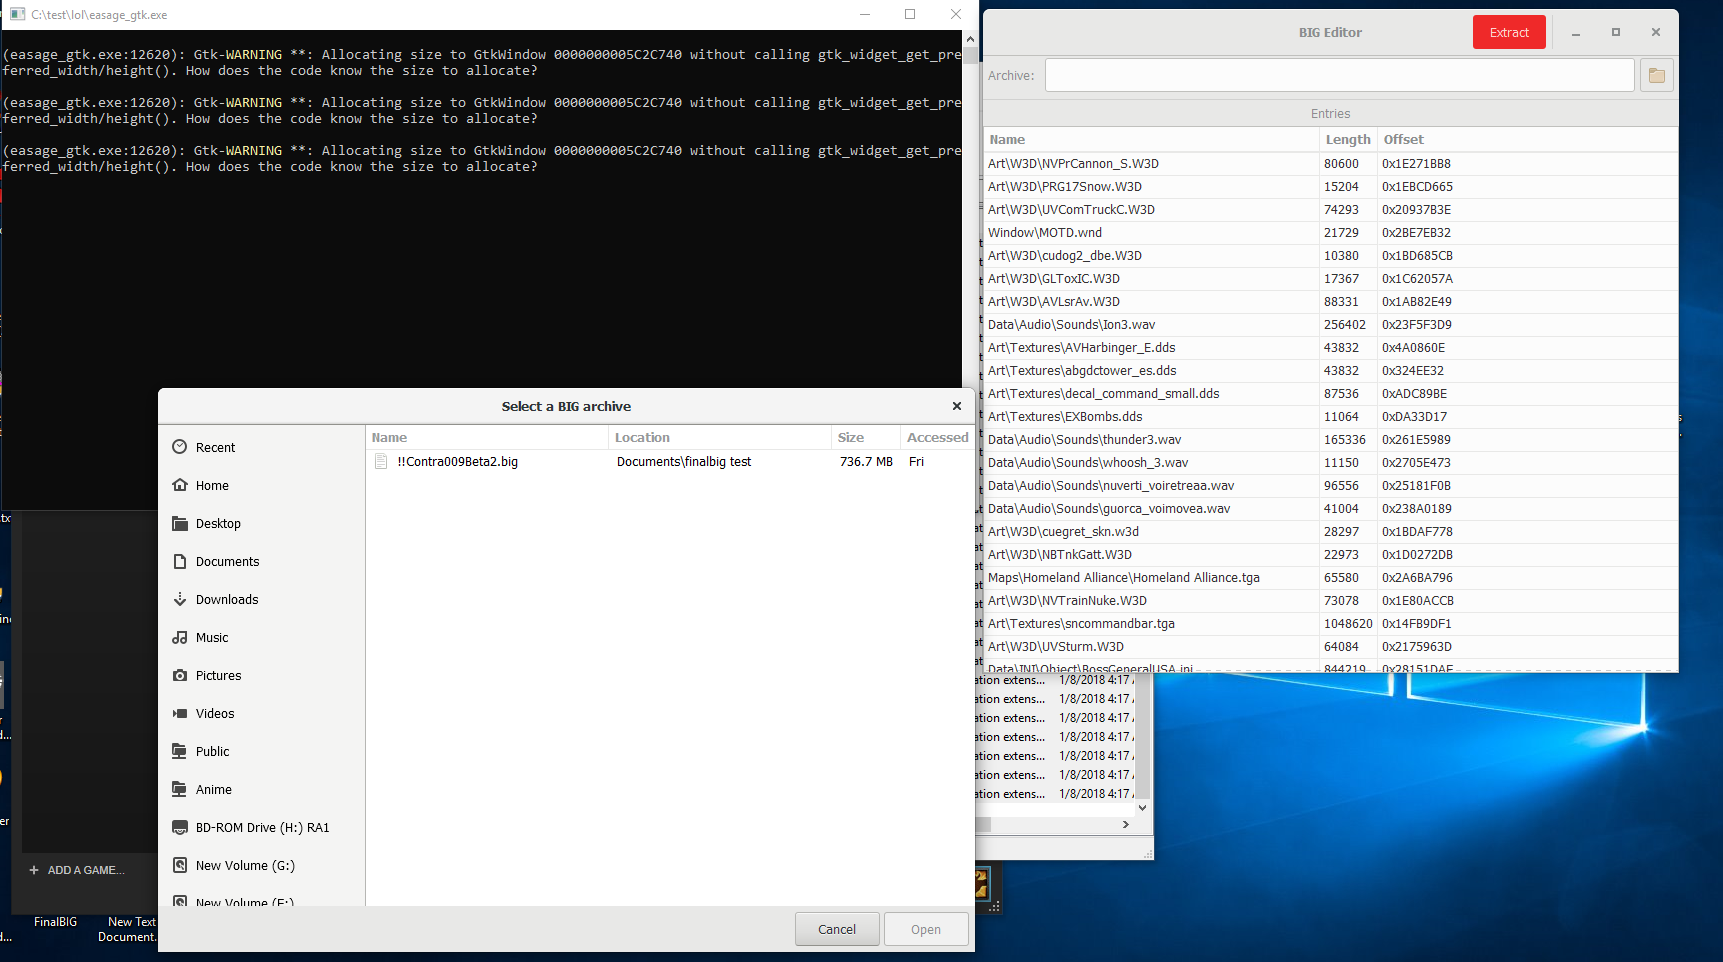 C:\test\lol\easage_gtk.exe
(easage_gtk.exe:12620): Gtk-WARNING **: Allocating size to GtkWindow 0000000005C2C740 without calling gtk_widget_get_pre
ferred_width/height(). How does the code know the size to allocate?
(easage_gtk.exe:12620): Gtk-WARNING **: Allocating size to GtkWindow 0000000005C2C740 without calling gtk_widget_get_pre
ferred_width/height(). How does the code know the size to allocate?
(easage_gtk.exe:12620): Gtk-WARNING **: Allocating size to GtkWindow 0000000005C2C740 without calling gtk_widget_get_pre
ferred_width/height(). How does the code know the size to allocate?
BIG Editor
Extract
Archive:
Entries
Name Length Offset
Art\W3D\NVPrCannon_S.W3D 80600 0x1E271BB8
Art\W3D\PRG17Snow.W3D 15204 0x1EBCD665
Art\W3D\UVComTruckC.W3D 74293 0x20937B3E
Window\MOTD.wnd 21729 0x2BE7EB32
Art\W3D\cudog2_dbe.W3D 10380 0x1BD685CB
Art\W3D\GLToxIC.W3D 17367 0x1C62057A
Art\W3D\AVLsrAv.W3D 88331 0x1AB82E49
Data\Audio\Sounds\Ion3.wav 256402 0x23F5F3D9
Art\Textures\AVHarbinger_E.dds 43832 0x4A0860E
Art\Textures\abgdctower_es.dds 43832 0x324EE32
Art\Textures\decal_command_small.dds 87536 0xADC89BE
Art\Textures\EXBombs.dds 11064 0xDA33D17
Data\Audio\Sounds\thunder3.wav 165336 0x261E5989
Data\Audio\Sounds\whoosh_3.wav 11150 0x2705E473
Data\Audio\Sounds\nuverti_voiretreaa.wav 96556 0x25181F0B
Data\Audio\Sounds\guorca_voimovea.wav 41004 0x238A0189
Art\W3D\cuegret_skn.w3d 28297 0x1BDAF778
Art\W3D\NBTnkGatt.W3D 22973 0x1D0272DB
Maps\Homeland Alliance\Homeland Alliance.tga 65580 0x2A6BA796
Art\W3D\NVTrainNuke.W3D 73078 0x1E80ACCB
Art\Textures\sncommandbar.tga 1048620 0x14FB9DF1
Art\W3D\UVSturm.W3D 64084 0x2175963D
Data\INI\Object\BossGeneralUSA.ini 844219 0x28151DAF
Select a BIG archive
Recent
Home
Desktop
Documents
Downloads
Music
Pictures
Videos
Public
Anime
BD-ROM Drive (H:) RA1
New Volume (G:)
New Volume (F:)
Name Location Size Accessed
!!Contra009Beta2.big Documents\finalbig test 736.7 MB Fri
Cancel
Open
ation extens... 1/8/2018 4:17
ation extens... 1/8/2018 4:17
ation extens... 1/8/2018 4:17
ation extens... 1/8/2018 4:17
ation extens... 1/8/2018 4:17
ation extens... 1/8/2018 4:17
ation extens... 1/8/2018 4:17
+ ADD A GAME...
FinalBIG
New Text
Document.